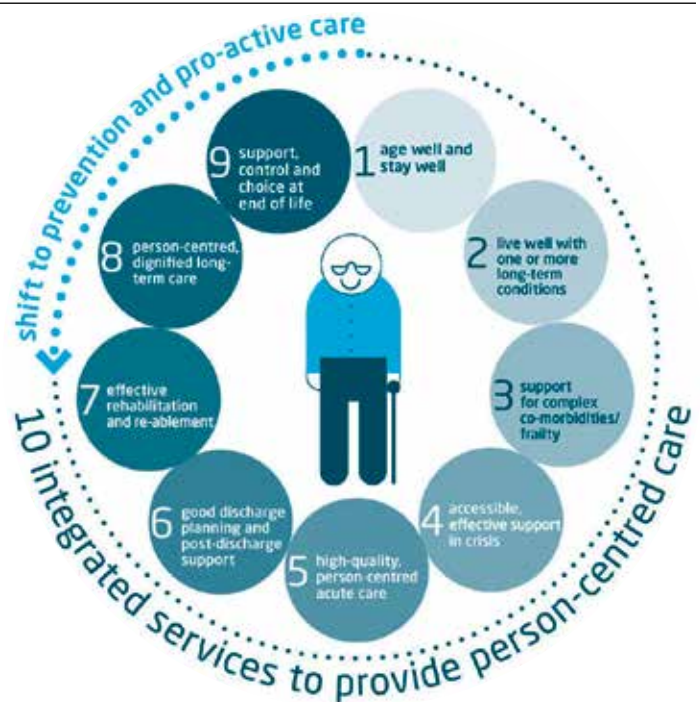 shift to prevention and pro-active care
1 age well and
stay well
2 live well with
one or more
long-term
conditions
3 support
for complex
co-morbidities/
frailty
4 accessible,
effective support
in crisis
5 high-quality,
person-centred
acute care
6 good discharge
planning and
post-discharge
support
7 effective
rehabilitation
and re-ablement
8 person-centred,
dignified long-
term care
9 support,
control and
choice at
end of life
10 integrated services to provide person-centred care